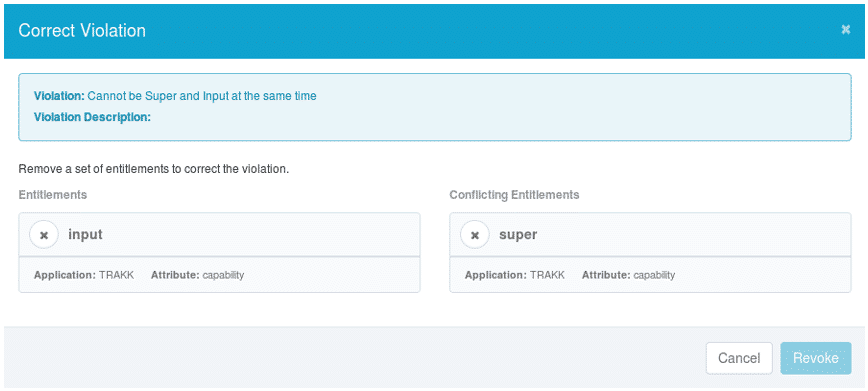 Correct Violation
Violation: Cannot be Super and Input at the same time
Violation Description:
Remove a set of entitlements to correct the violation.
Entitlements
Conflicting Entitlements
input
super
Application: TRAKK Attribute: capability
Application: TRAKK Attribute: capability
Cancel
Revoke